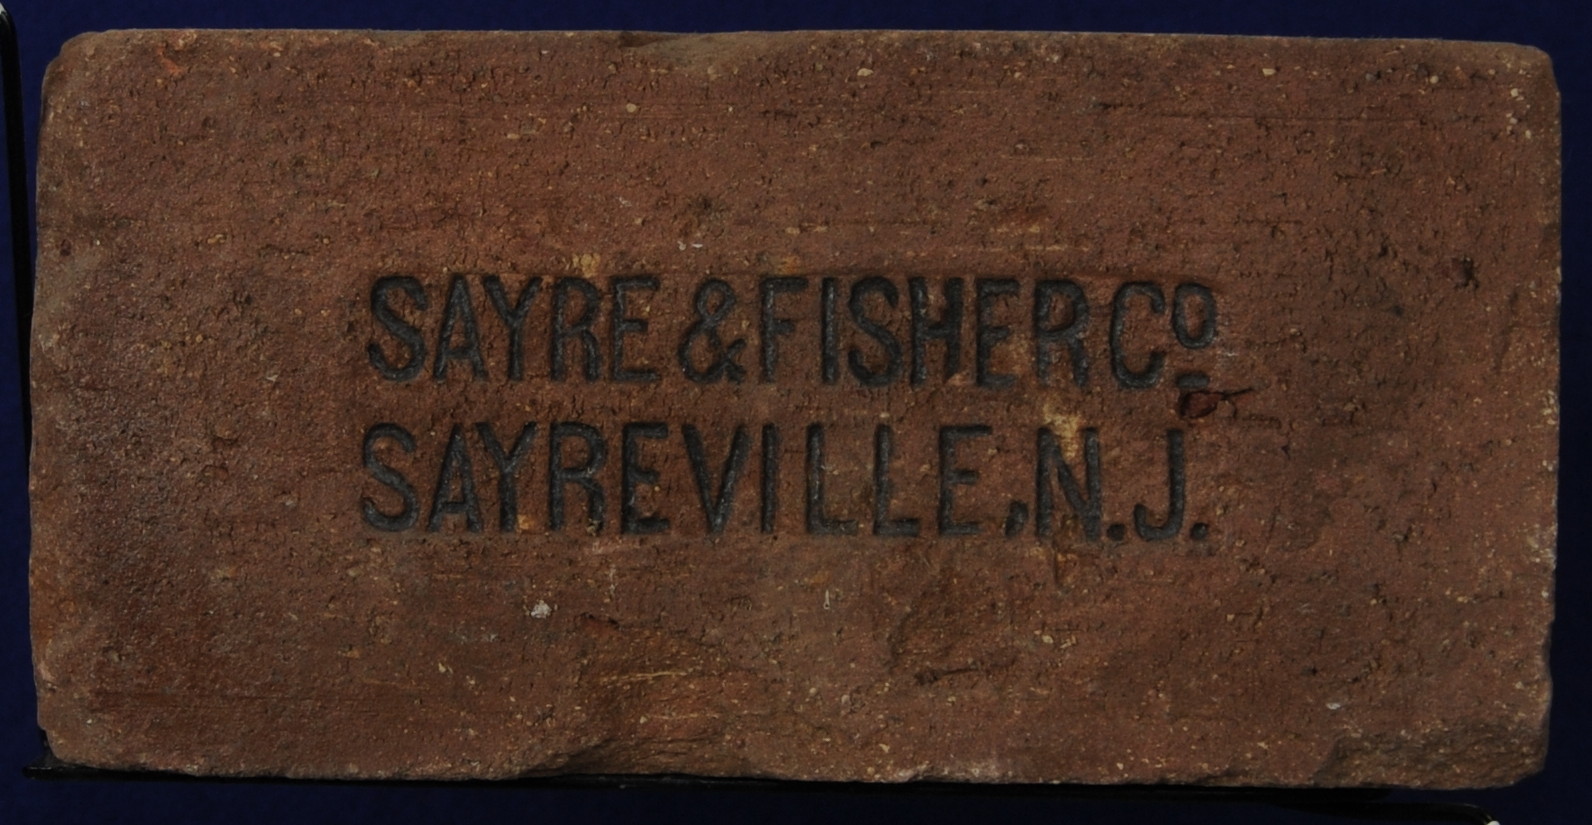 SAYRE & FISHER Co.
SAYREVILLE, N.J.